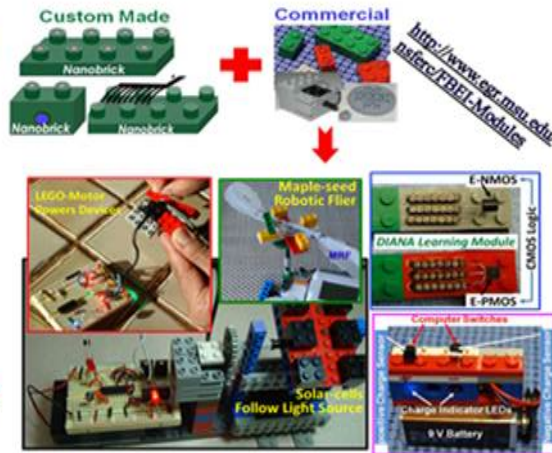 Custom Made
Commercial
Nanobrick
Nanobrick
Nanobrick
http://www.egr.msu.edu/
nsferc/FBEI-Modules
LEGO-Motor
Powers Devices
Maple-seed
Robotic Flier
MRF
E-NMOS
DIANA Learning Module
E-PMOS
CMOS Logic
Solar-cells
Follow Light Source
Computer Switches
Charge Indicator LEDs
9 V Battery